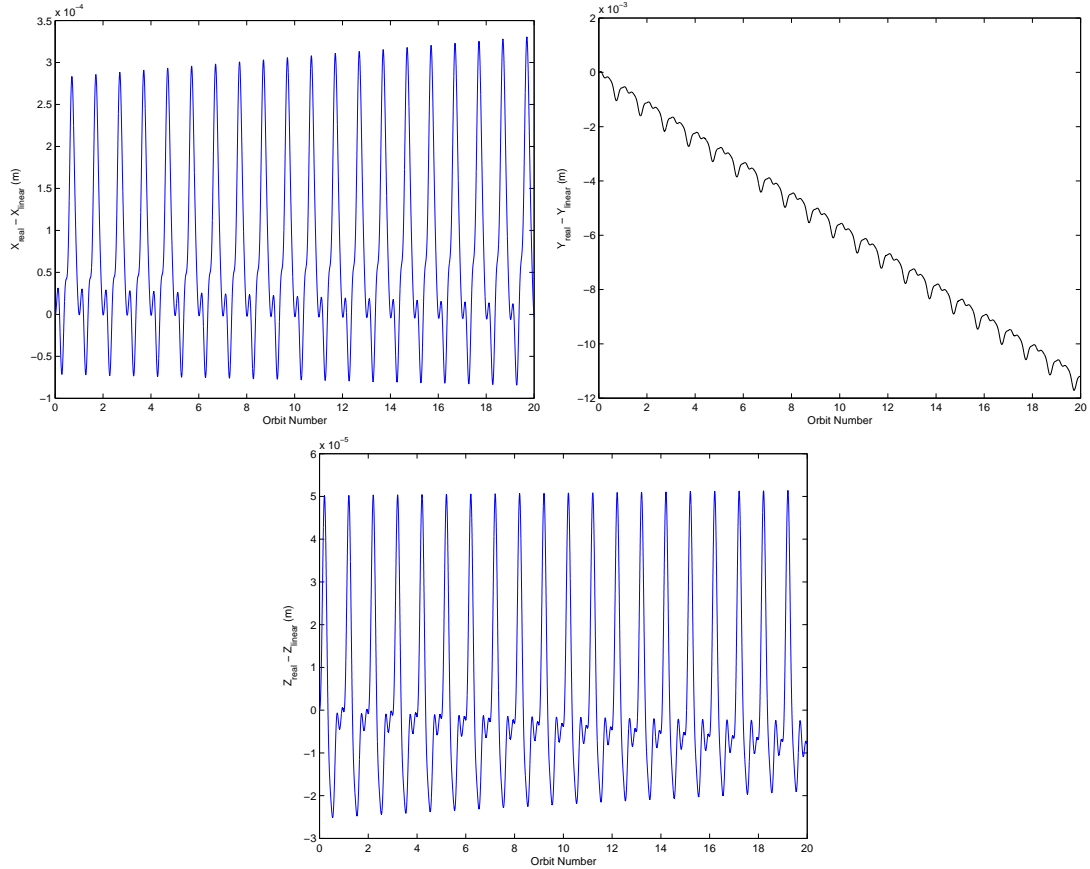 x 10⁻⁴
3.5
3
2.5
2
1.5
1
0.5
0
−0.5
−1
0 2 4 6 8 10 12 14 16 18 20
Orbit Number
X_real − X_linear (m)
x 10⁻³
2
0
−2
−4
−6
−8
−10
−12
0 2 4 6 8 10 12 14 16 18 20
Orbit Number
Y_real − Y_linear (m)
x 10⁻⁵
6
5
4
3
2
1
0
−1
−2
−3
0 2 4 6 8 10 12 14 16 18 20
Orbit Number
Z_real − Z_linear (m)